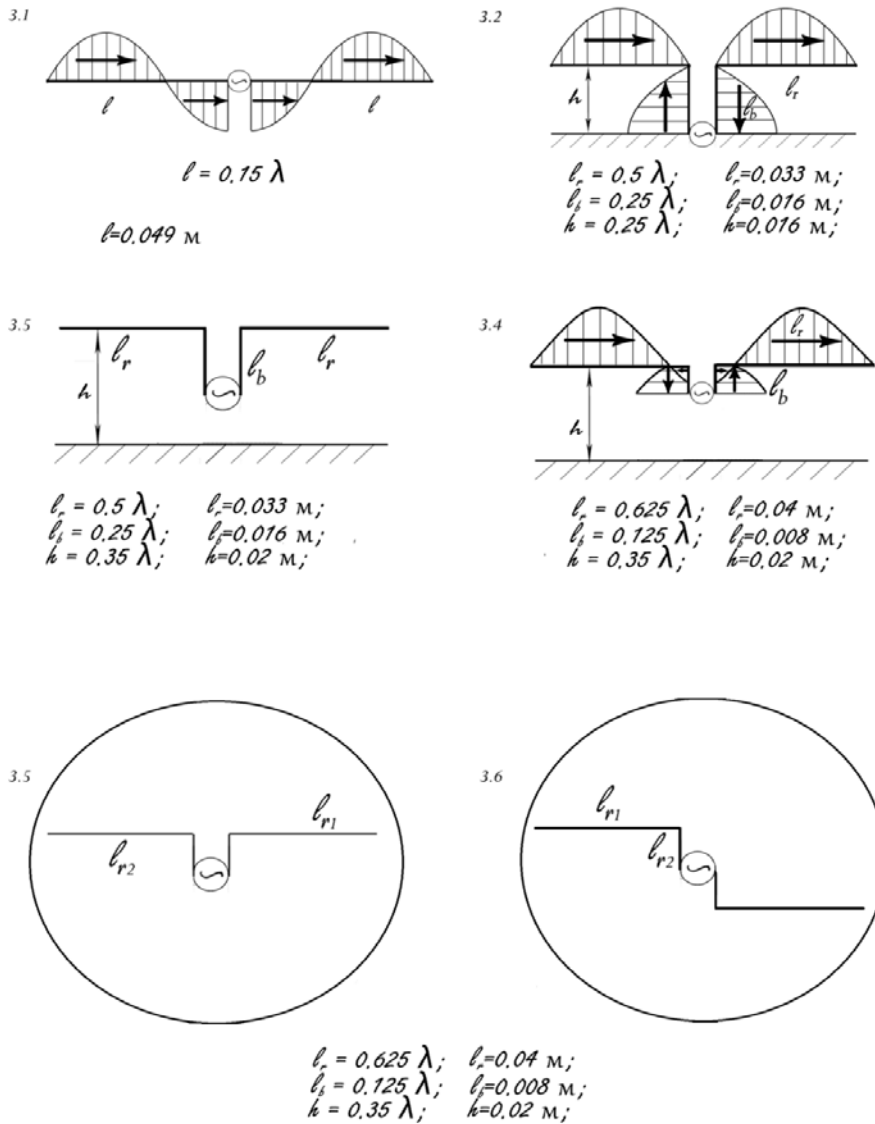 3.1
l
l
l = 0.15 λ
l=0.049 м
3.2
h
l_b
l_r
l_r = 0.5 λ; l_r=0.033 м;
l_b = 0.25 λ; l_b=0.016 м;
h = 0.25 λ; h=0.016 м;
3.5
l_r
l_b
l_r
h
l_r = 0.5 λ; l_r=0.033 м;
l_b = 0.25 λ; l_b=0.016 м;
h = 0.35 λ; h=0.02 м;
3.4
l_r
l_b
h
l_r = 0.625 λ; l_r=0.04 м;
l_b = 0.125 λ; l_b=0.008 м;
h = 0.35 λ; h=0.02 м;
3.5
l_r1
l_r2
3.6
l_r1
l_r2
l_r = 0.625 λ; l_r=0.04 м;
l_b = 0.125 λ; l_b=0.008 м;
h = 0.35 λ; h=0.02 м;